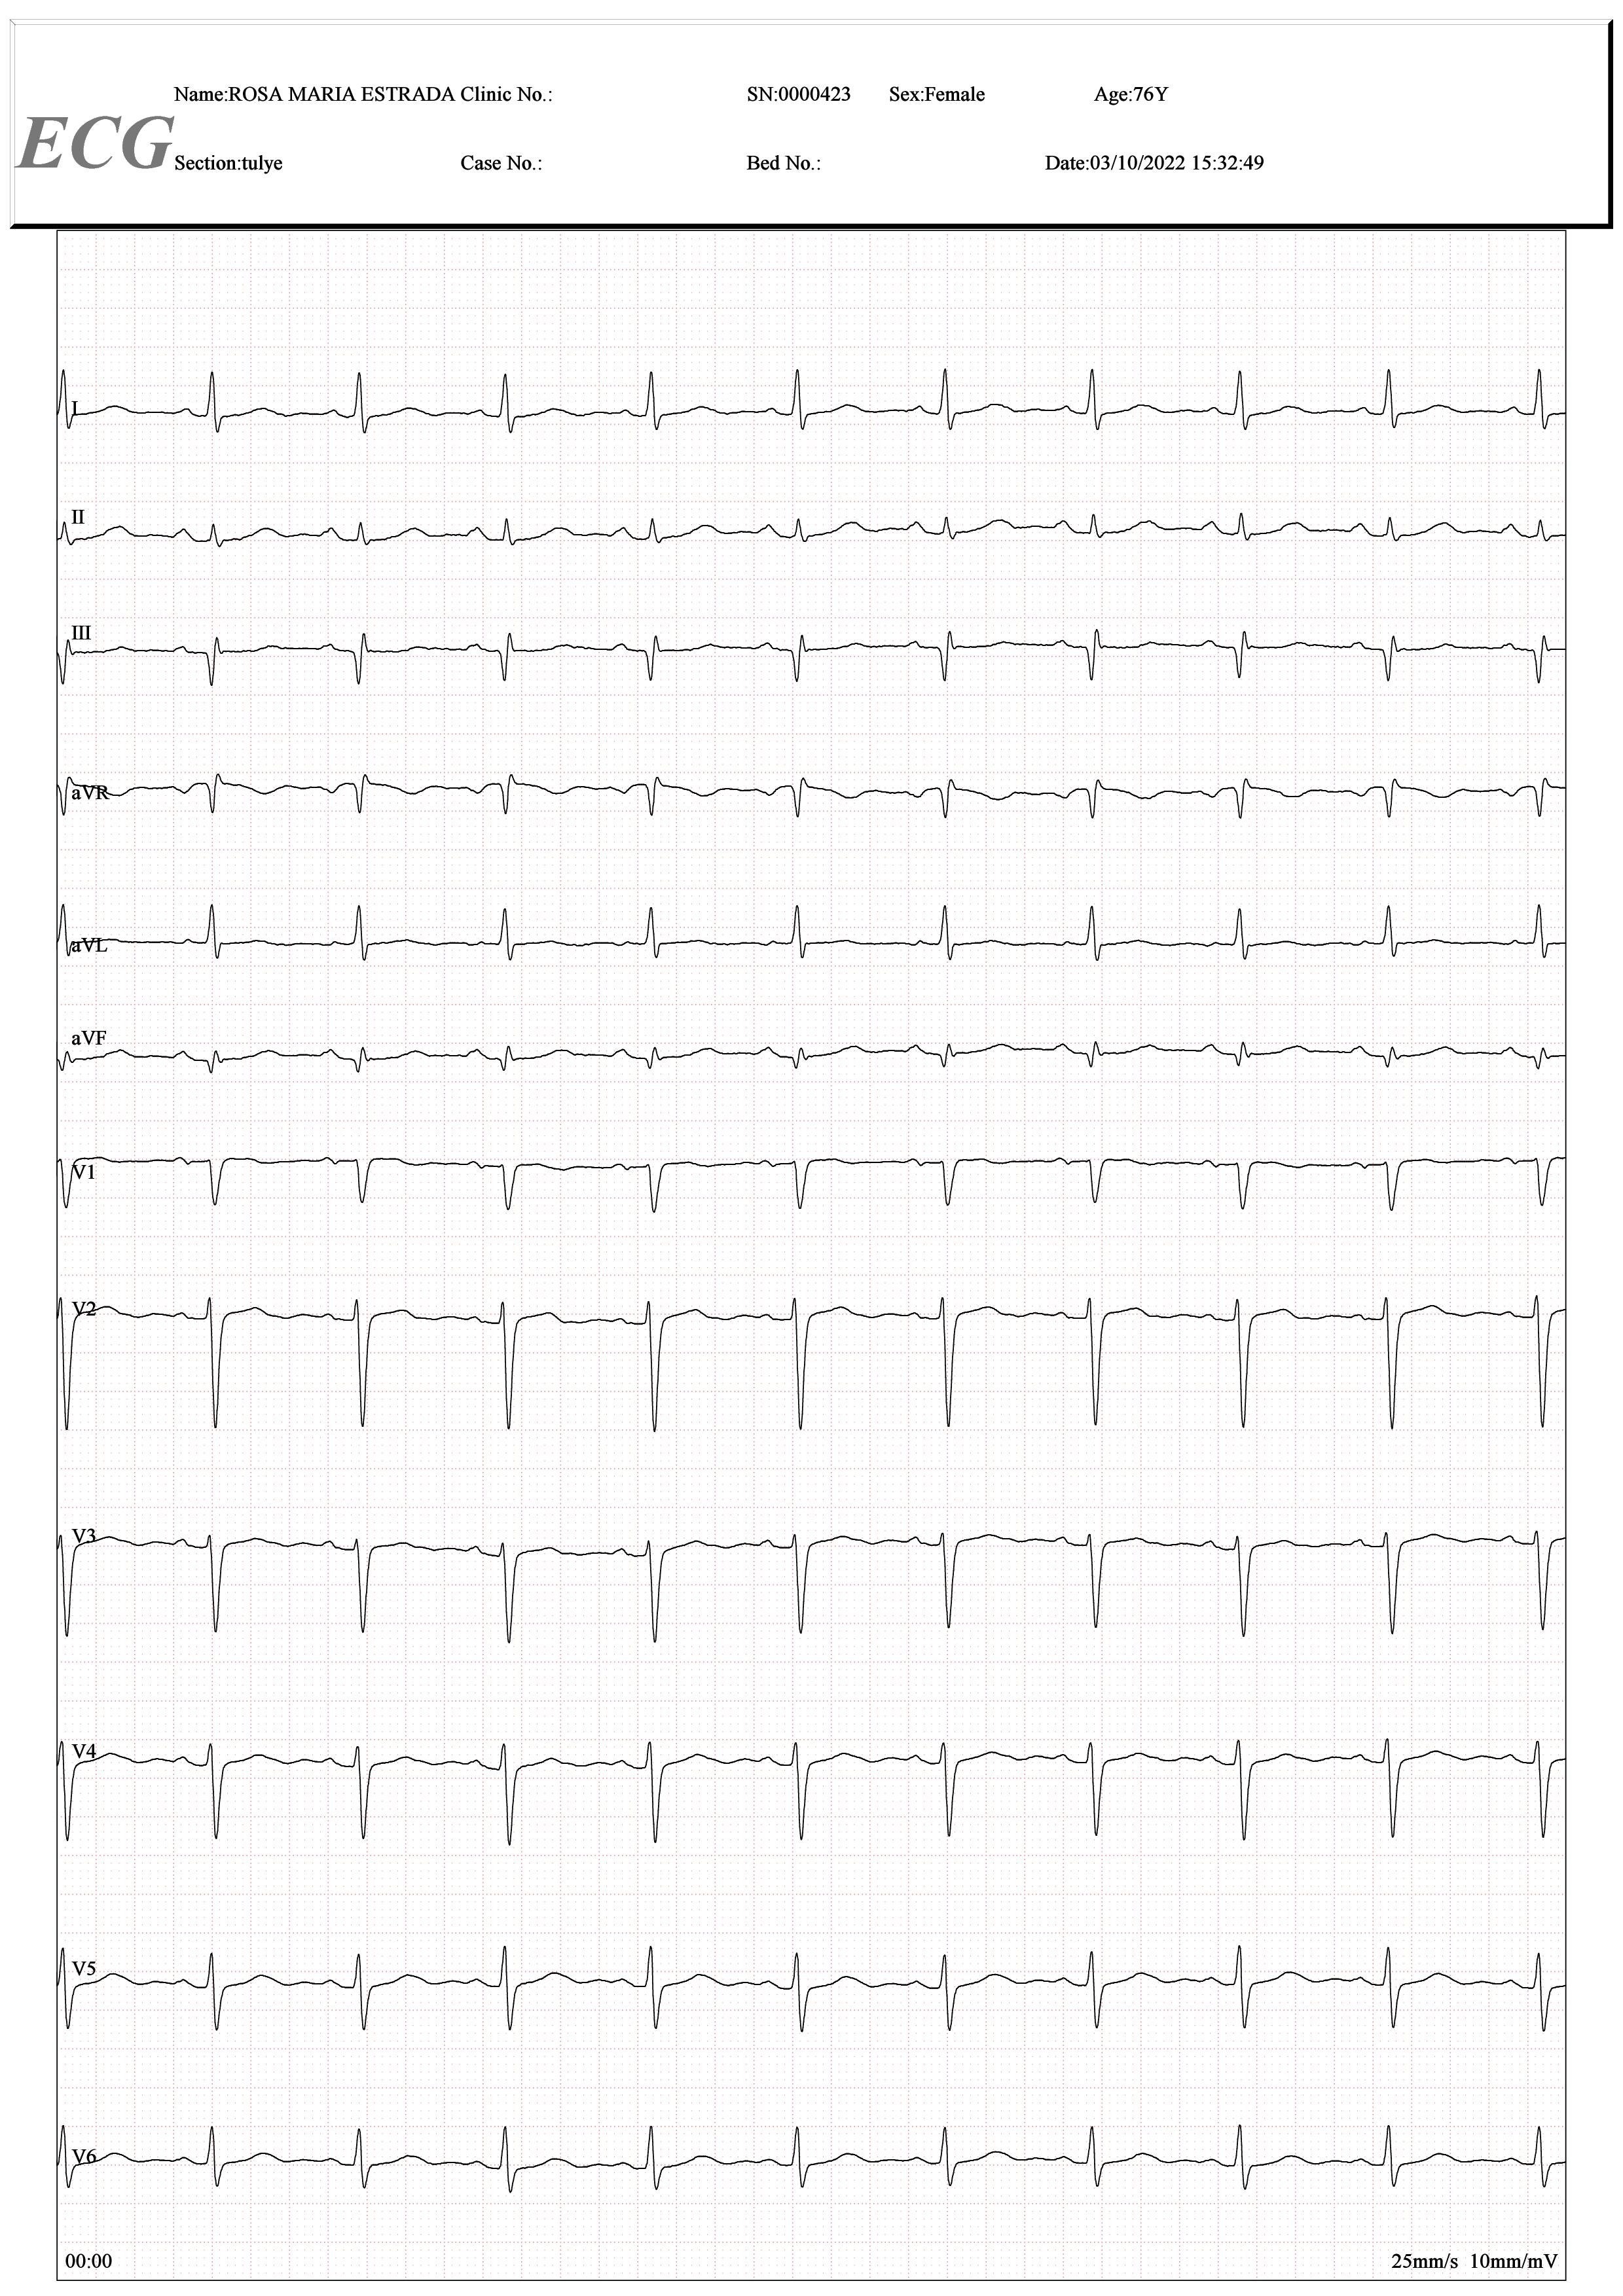 Name:ROSA MARIA ESTRADA Clinic No.: SN:0000423 Sex:Female Age:76Y
ECG
Section:tulye Case No.: Bed No.: Date:03/10/2022 15:32:49
I
II
III
aVR
aVL
aVF
V1
V2
V3
V4
V5
V6
00:00 25mm/s 10mm/mV